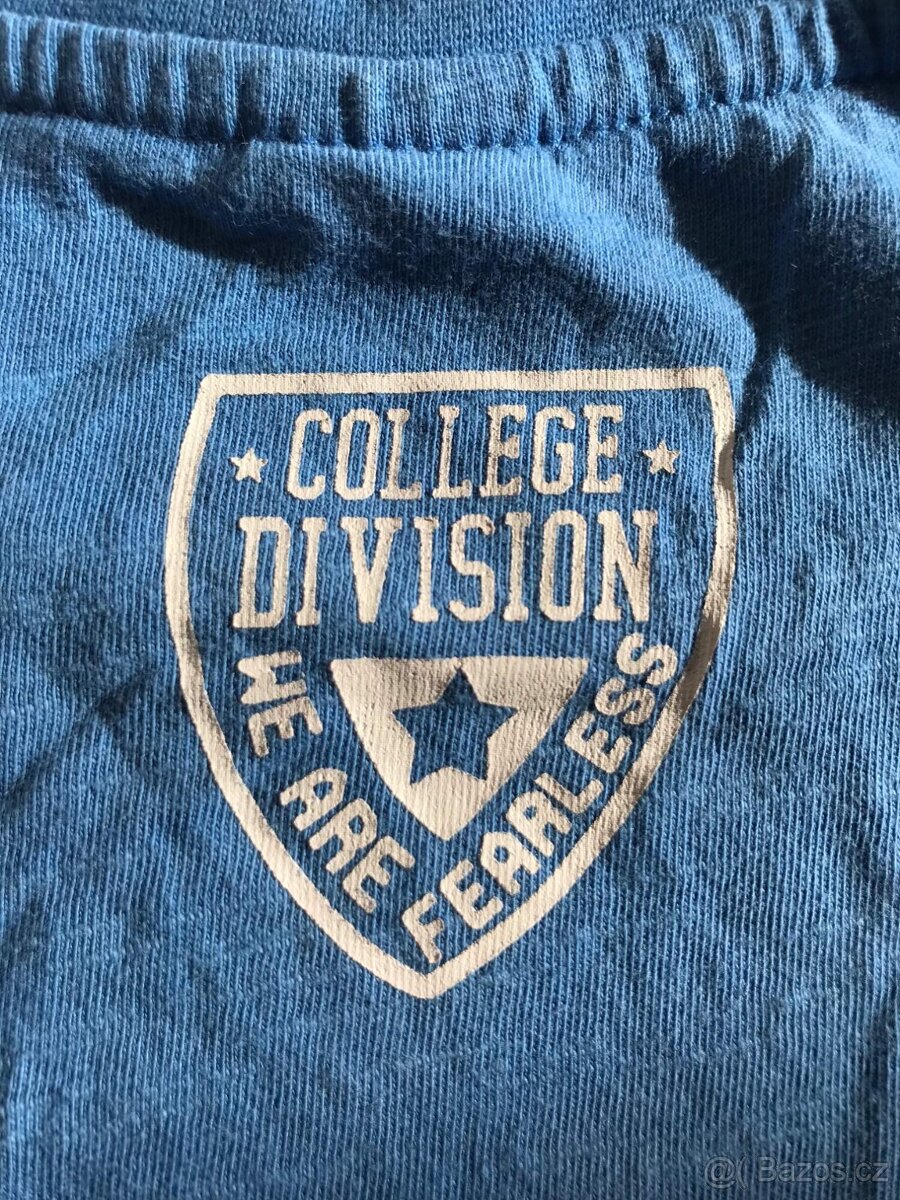 COLLEGE
DIVISION
WE ARE FEARLESS
@( Bazos.cz